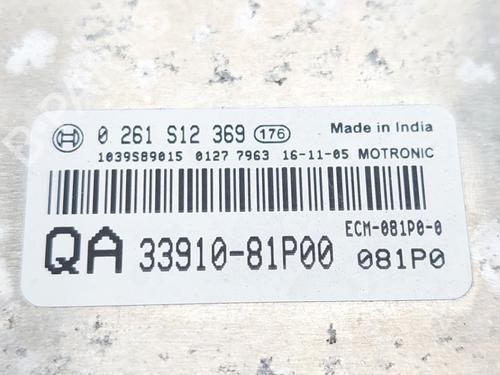 0 261 S12 369 176 Made in India
1039S89015 0127 7963 16-11-05 MOTRONIC
ECM-081P0-0
QA 33910-81P00 081P0